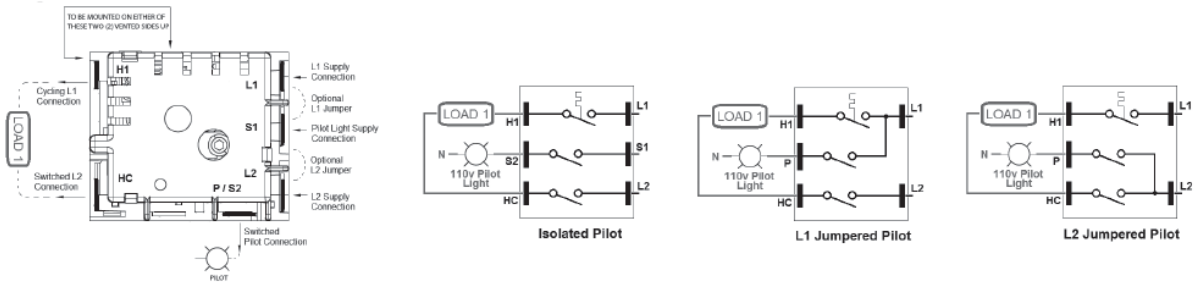 TO BE MOUNTED ON EITHER OF
THESE TWO (2) VENTED SIDES UP
H1
L1
S1
L2
HC
P / S2
Cycling L1
Connection
LOAD 1
Switched L2
Connection
L1 Supply
Connection
Optional
L1 Jumper
Pilot Light Supply
Connection
Optional
L2 Jumper
L2 Supply
Connection
Switched
Pilot Connection
PILOT
LOAD 1
H1
L1
N
S2
S1
110v Pilot
Light
L2
HC
Isolated Pilot
LOAD 1
H1
L1
N
P
110v Pilot
Light
L2
HC
L1 Jumpered Pilot
LOAD 1
H1
L1
N
P
110v Pilot
Light
L2
HC
L2 Jumpered Pilot